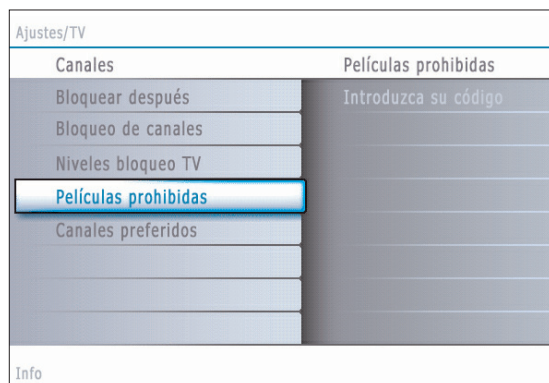 Ajustes/TV
Canales
Películas prohibidas
Bloquear después
Introduzca su código
Bloqueo de canales
Niveles bloqueo TV
Películas prohibidas
Canales preferidos
Info